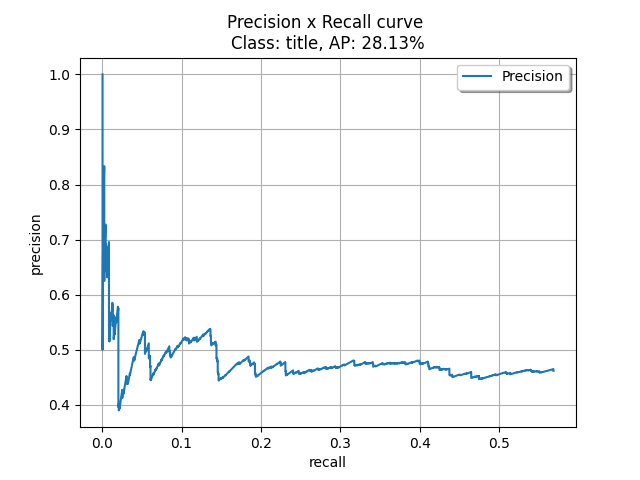 Precision x Recall curve
Class: title, AP: 28.13%
Precision
1.0
0.9
0.8
0.7
0.6
0.5
0.4
precision
0.0 0.1 0.2 0.3 0.4 0.5
recall